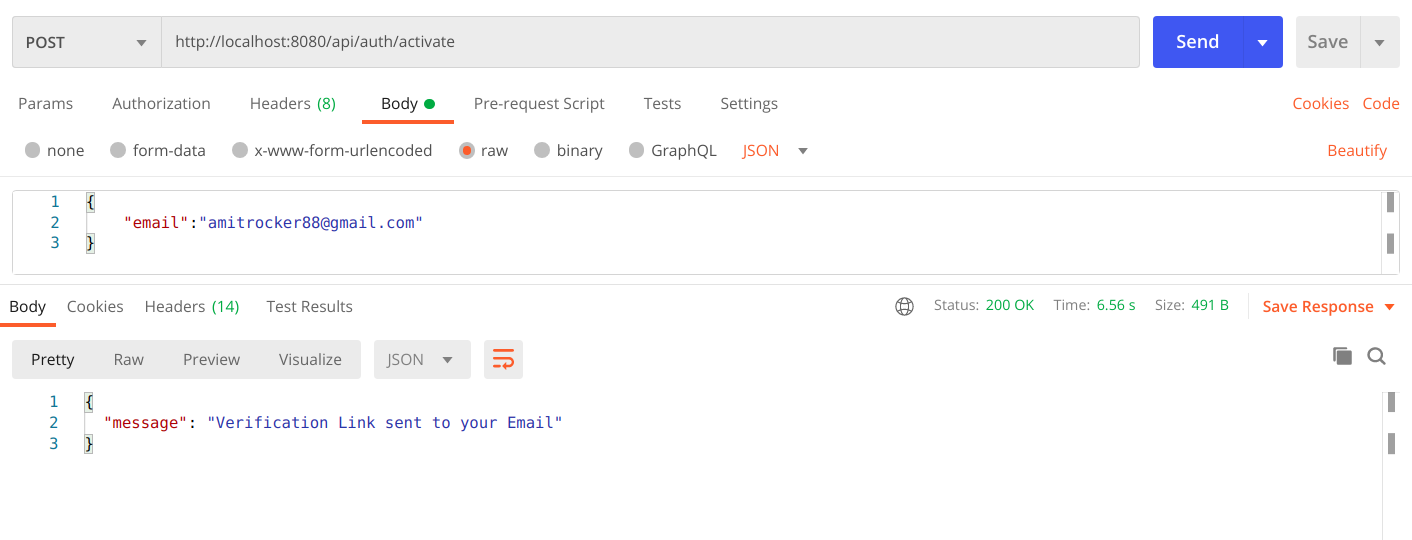 POST http://localhost:8080/api/auth/activate Send Save
Params Authorization Headers (8) Body Pre-request Script Tests Settings Cookies Code
none form-data x-www-form-urlencoded raw binary GraphQL JSON Beautify
1 {
2 "email":"amitrocker88@gmail.com"
3 }
Body Cookies Headers (14) Test Results Status: 200 OK Time: 6.56 s Size: 491 B Save Response
Pretty Raw Preview Visualize JSON
1 {
2 "message": "Verification Link sent to your Email"
3 }